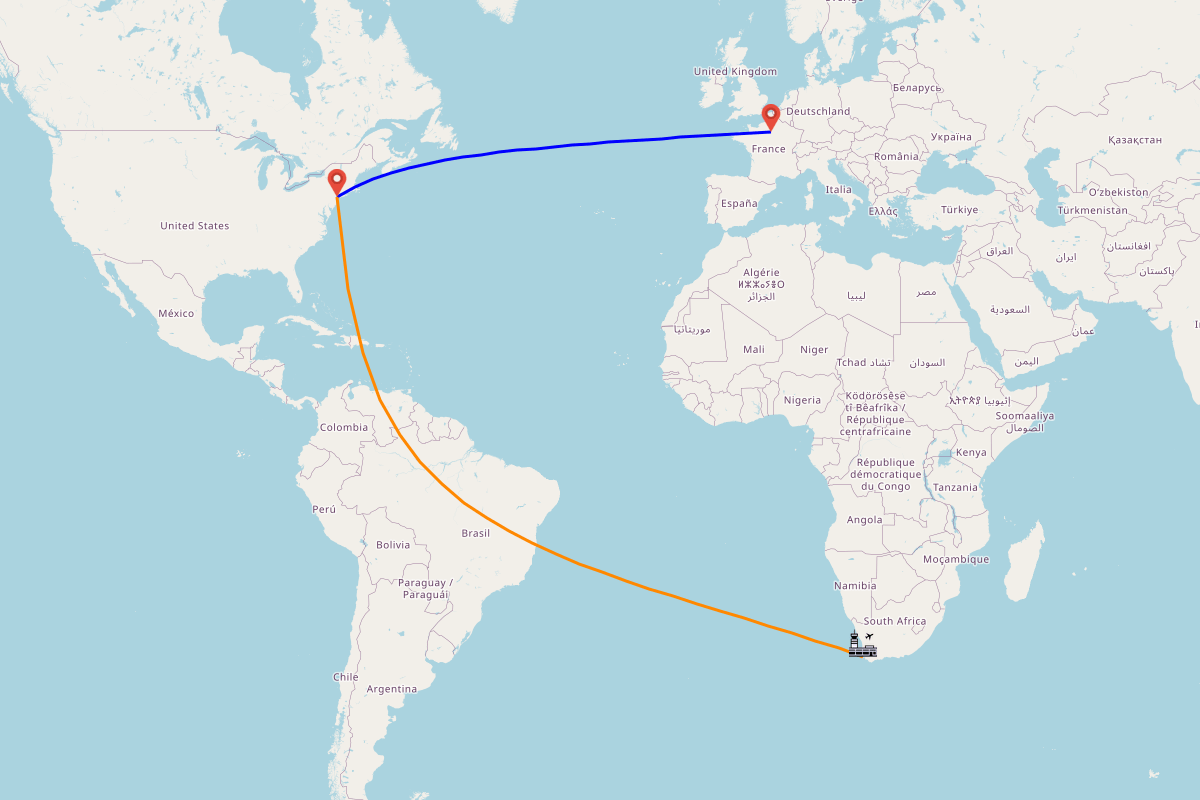 United Kingdom
Беларусь
Deutschland
Україна
Қазақстан
France
România
United States
España
Italia
Ελλάς
Türkiye
Oʻzbekiston
Türkmenistan
افغانستان
العراق
ایران
پاکستان
México
Algérie
ⵍⵣⵣⴰⵢⴻⵔ
الجزائر
ليبيا
مصر
السعودية
عمان
موريتانيا
Mali
Niger
Tchad تشاد
السودان
اليمن
Colombia
Nigeria
Ködörösêse
tî Bêafrîka /
République
centrafricaine
ኢትዮጵያ إثيوبيا
Soomaaliya
الصومال
Kenya
République
démocratique
du Congo
Tanzania
Perú
Brasil
Angola
Bolivia
Moçambique
Paraguay /
Paraguái
Namibia
South Africa
Chile
Argentina